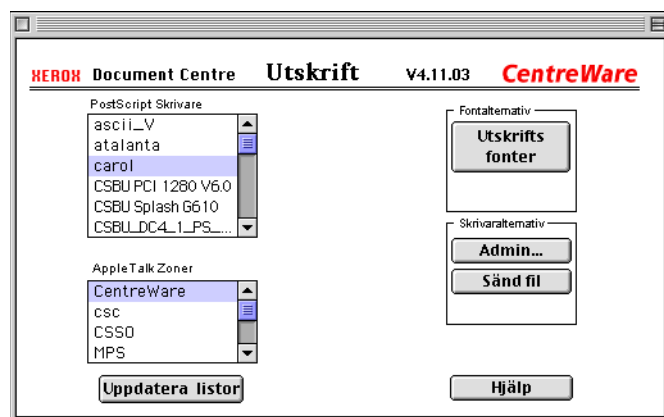 XEROX Document Centre Utskrift V4.11.03 CentreWare
PostScript Skrivare
ascii_V
atalanta
carol
CSBU PCI 1280 V6.0
CSBU Splash G610
CSBU_DC4_1_PS_...
AppleTalk Zoner
CentreWare
csc
CSSO
MPS
Uppdatera listor
Fontalternativ
Utskrifts
fonter
Skrivaralternativ
Admin...
Sänd fil
Hjälp